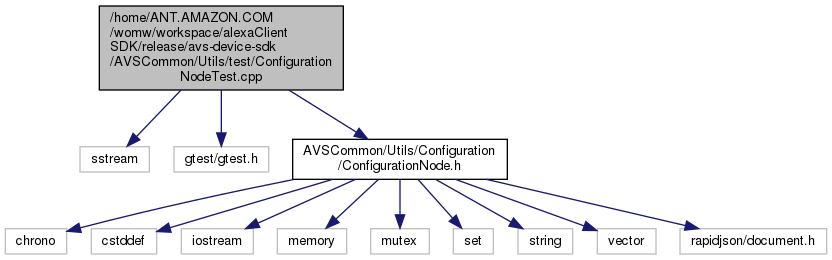 /home/ANT.AMAZON.COM
/womw/workspace/alexaClient
SDK/release/avs-device-sdk
/AVSCommon/Utils/test/Configuration
NodeTest.cpp
sstream
gtest/gtest.h
AVSCommon/Utils/Configuration
/ConfigurationNode.h
chrono
cstddef
iostream
memory
mutex
set
string
vector
rapidjson/document.h